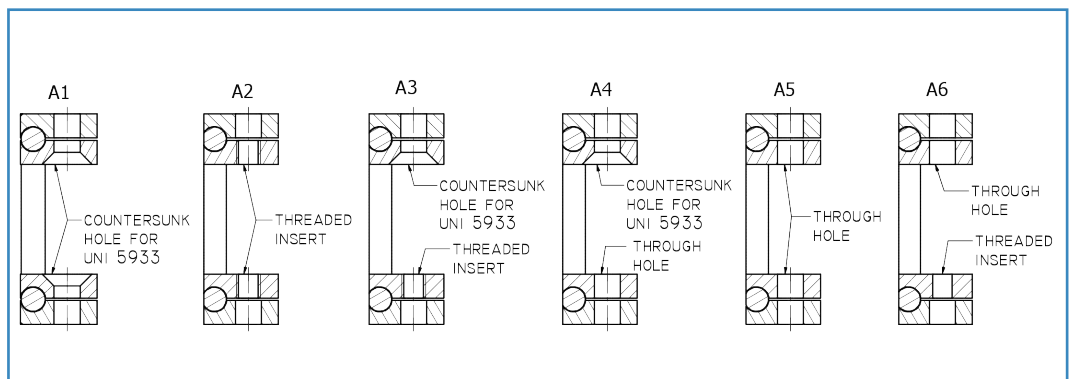 A1
A2
A3
A4
A5
A6
COUNTERSUNK
HOLE FOR
UNI 5933
THREADED
INSERT
COUNTERSUNK
HOLE FOR
UNI 5933
THREADED
INSERT
COUNTERSUNK
HOLE FOR
UNI 5933
THROUGH
HOLE
THROUGH
HOLE
THROUGH
HOLE
THREADED
INSERT